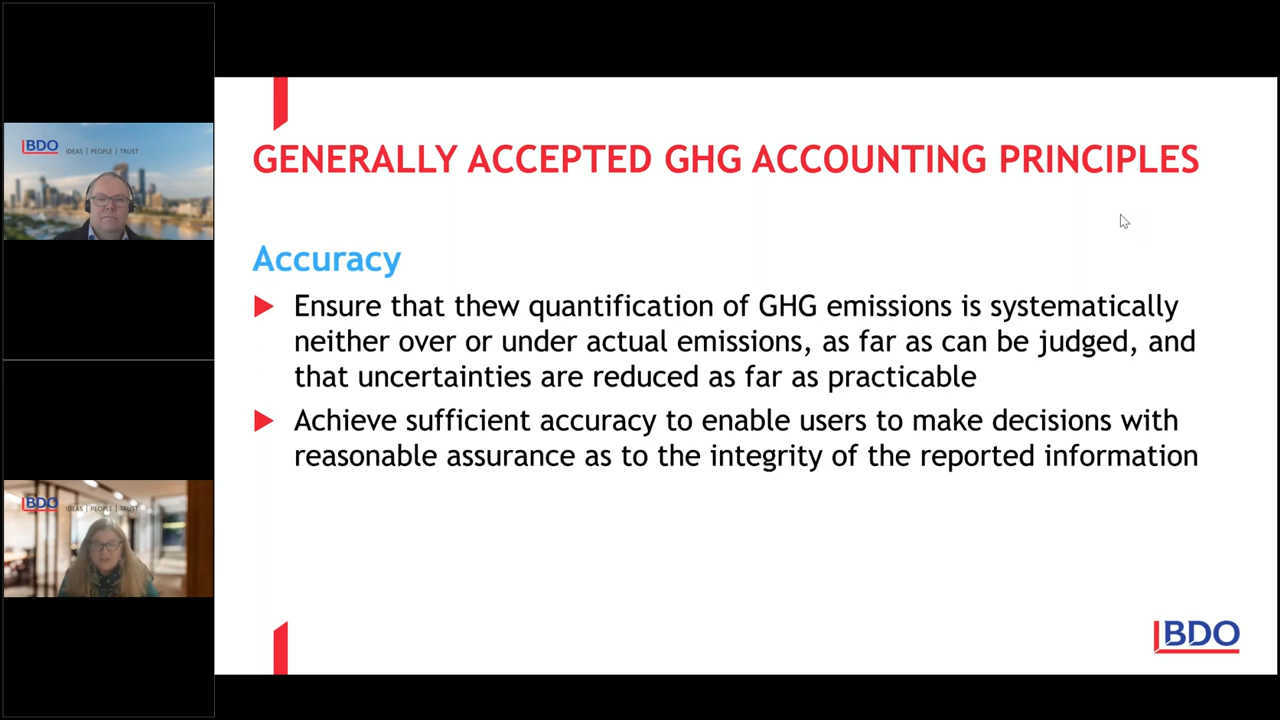 BDO
IDEAS | PEOPLE | TRUST
GENERALLY ACCEPTED GHG ACCOUNTING PRINCIPLES
Accuracy
Ensure that thew quantification of GHG emissions is systematically
neither over or under actual emissions, as far as can be judged, and
that uncertainties are reduced as far as practicable
Achieve sufficient accuracy to enable users to make decisions with
reasonable assurance as to the integrity of the reported information
BDO
IDEAS | PEOPLE | TRUST
BDO